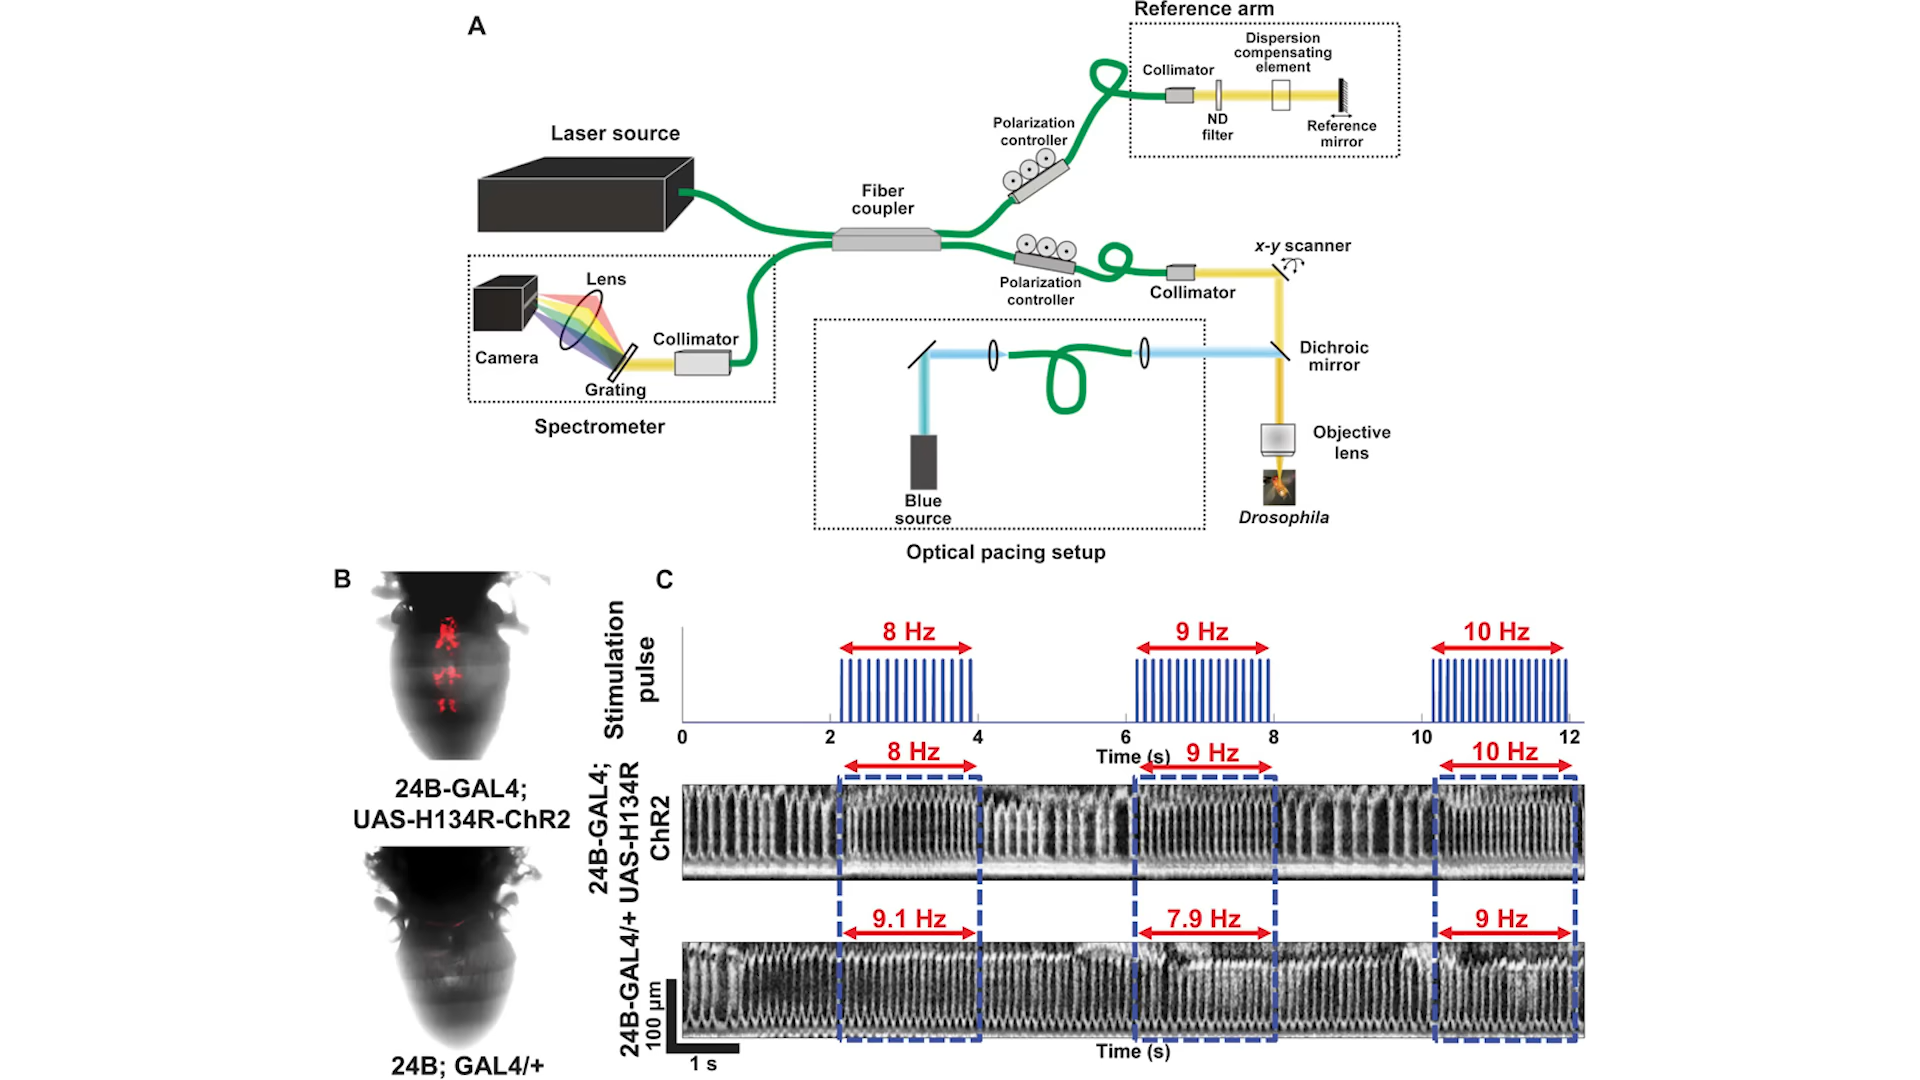 A
Reference arm
Dispersion
compensating
element
Collimator
ND
filter
Reference
mirror
Polarization
controller
Laser source
Fiber
coupler
x-y scanner
Polarization
controller
Collimator
Lens
Camera
Collimator
Grating
Spectrometer
Dichroic
mirror
Objective
lens
Drosophila
Blue
source
Optical pacing setup
B
24B-GAL4;
UAS-H134R-ChR2
24B; GAL4/+
C
Stimulation
pulse
8 Hz
9 Hz
10 Hz
0
2
4
6
8
10
12
Time (s)
24B-GAL4;
UAS-H134R
ChR2
8 Hz
9 Hz
10 Hz
24B-GAL4/+
9.1 Hz
7.9 Hz
9 Hz
100 µm
1 s
Time (s)